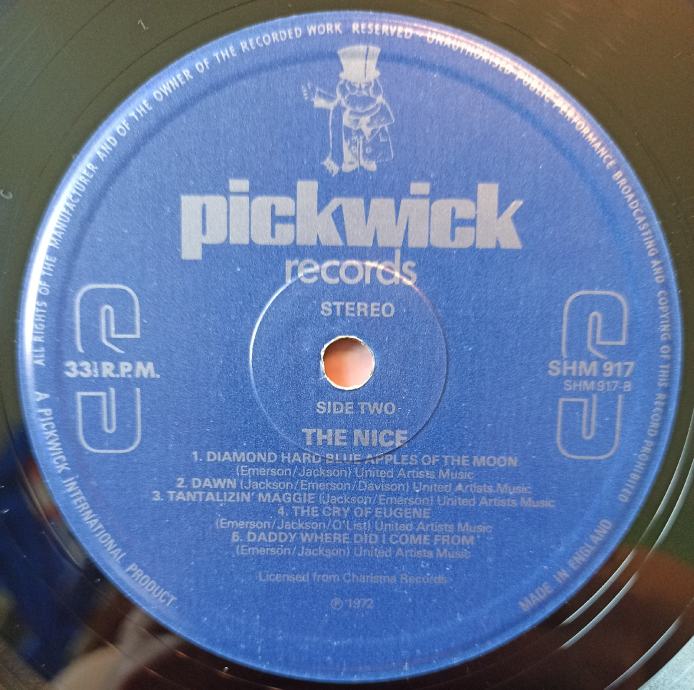 ALL RIGHTS OF THE MANUFACTURER AND OF THE OWNER OF THE RECORDED WORK RESERVED - UNAUTHORISED PUBLIC PERFORMANCE BROADCASTING AND COPYING OF THIS RECORD PROHIBITED
pickwick
records
STEREO
33⅓ R.P.M.
SHM 917
SHM 917-B
SIDE TWO
THE NICE
1. DIAMOND HARD BLUE APPLES OF THE MOON
(Emerson/Jackson) United Artists Music
2. DAWN (Jackson/Emerson/Davison) United Artists Music
3. TANTALIZIN' MAGGIE (Jackson/Emerson) United Artists Music
4. THE CRY OF EUGENE
(Emerson/Jackson/O'List) United Artists Music
5. DADDY WHERE DID I COME FROM
(Emerson/Jackson) United Artists Music
Licensed from Charisma Records
℗ 1972
A PICKWICK INTERNATIONAL PRODUCT
MADE IN ENGLAND